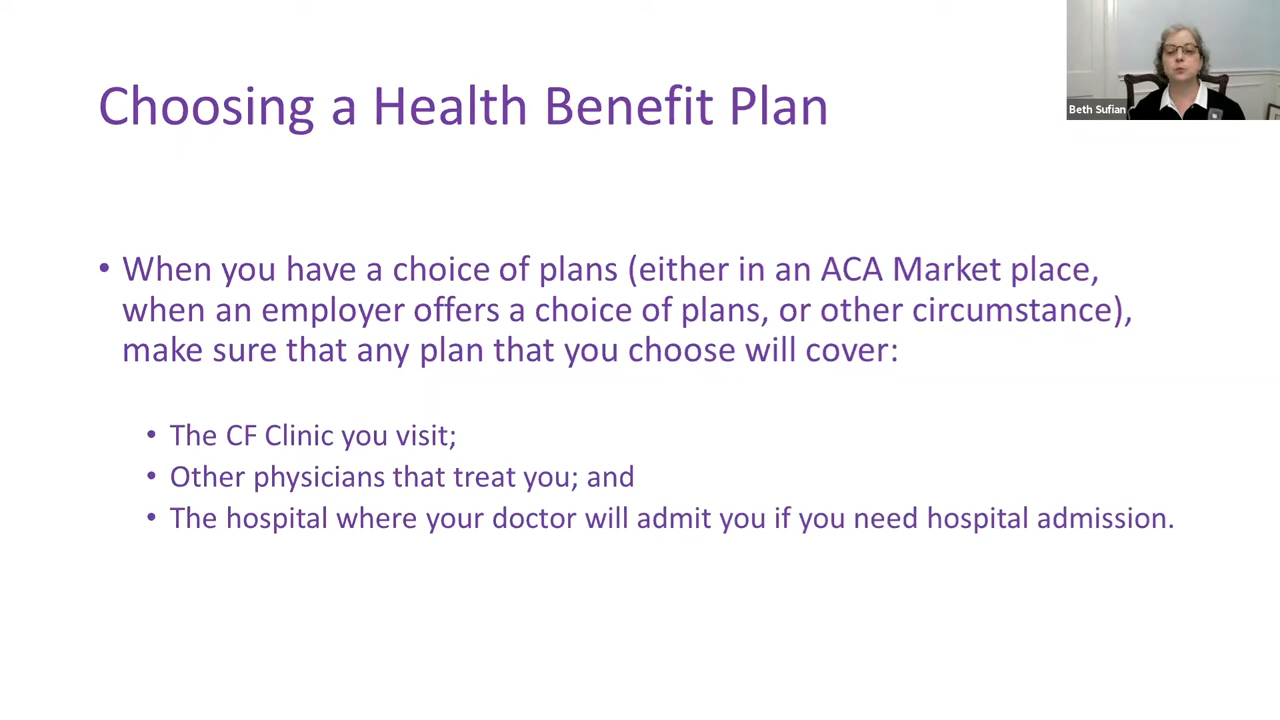 Choosing a Health Benefit Plan
Beth Sufian
• When you have a choice of plans (either in an ACA Market place,
when an employer offers a choice of plans, or other circumstance),
make sure that any plan that you choose will cover:
• The CF Clinic you visit;
• Other physicians that treat you; and
• The hospital where your doctor will admit you if you need hospital admission.